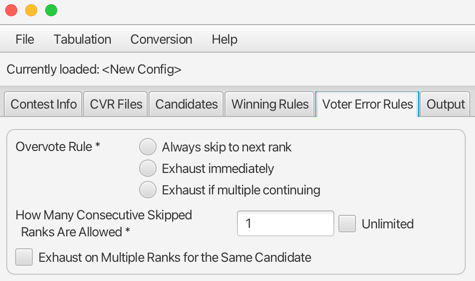 File Tabulation Conversion Help
Currently loaded: <New Config>
Contest Info CVR Files Candidates Winning Rules Voter Error Rules Output
Overvote Rule * Always skip to next rank
Exhaust immediately
Exhaust if multiple continuing
How Many Consecutive Skipped
Ranks Are Allowed * 1 Unlimited
Exhaust on Multiple Ranks for the Same Candidate